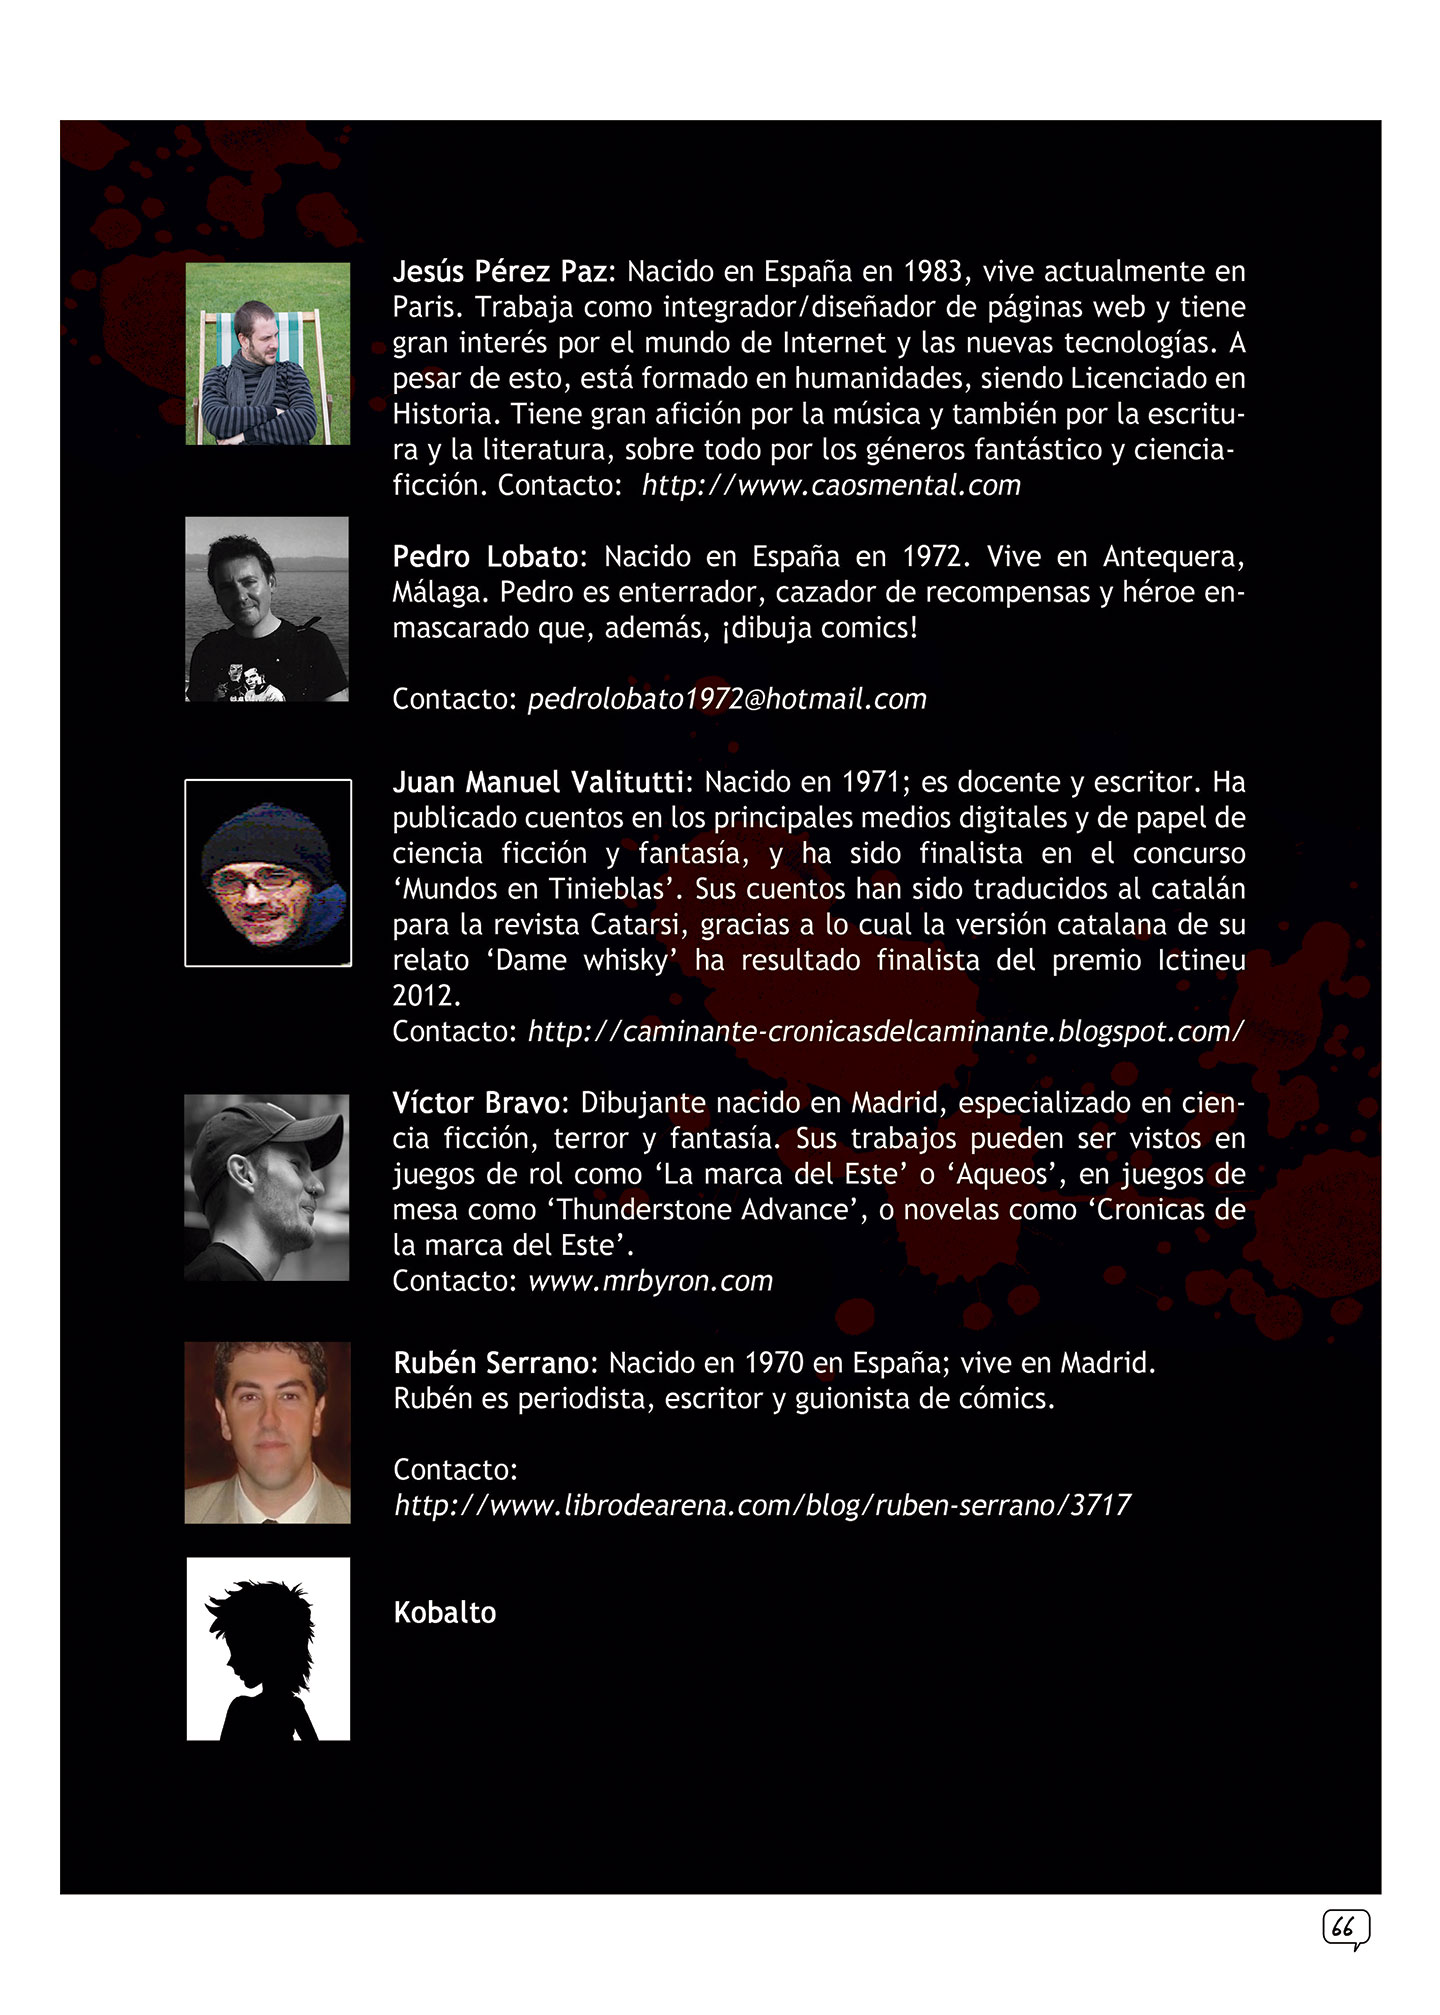 Jesús Pérez Paz: Nacido en España en 1983, vive actualmente en
Paris. Trabaja como integrador/diseñador de páginas web y tiene
gran interés por el mundo de Internet y las nuevas tecnologías. A
pesar de esto, está formado en humanidades, siendo Licenciado en
Historia. Tiene gran afición por la música y también por la escritu-
ra y la literatura, sobre todo por los géneros fantástico y ciencia-
ficción. Contacto: http://www.caosmental.com
Pedro Lobato: Nacido en España en 1972. Vive en Antequera,
Málaga. Pedro es enterrador, cazador de recompensas y héroe en-
mascarado que, además, ¡dibuja comics!
Contacto: pedrolobato1972@hotmail.com
Juan Manuel Valitutti: Nacido en 1971; es docente y escritor. Ha
publicado cuentos en los principales medios digitales y de papel de
ciencia ficción y fantasía, y ha sido finalista en el concurso
‘Mundos en Tinieblas’. Sus cuentos han sido traducidos al catalán
para la revista Catarsi, gracias a lo cual la versión catalana de su
relato ‘Dame whisky’ ha resultado finalista del premio Ictineu
2012.
Contacto: http://caminante-cronicasdelcaminante.blogspot.com/
Víctor Bravo: Dibujante nacido en Madrid, especializado en cien-
cia ficción, terror y fantasía. Sus trabajos pueden ser vistos en
juegos de rol como ‘La marca del Este’ o ‘Aqueos’, en juegos de
mesa como ‘Thunderstone Advance’, o novelas como ‘Cronicas de
la marca del Este’.
Contacto: www.mrbyron.com
Rubén Serrano: Nacido en 1970 en España; vive en Madrid.
Rubén es periodista, escritor y guionista de cómics.
Contacto:
http://www.librodearena.com/blog/ruben-serrano/3717
Kobalto
66